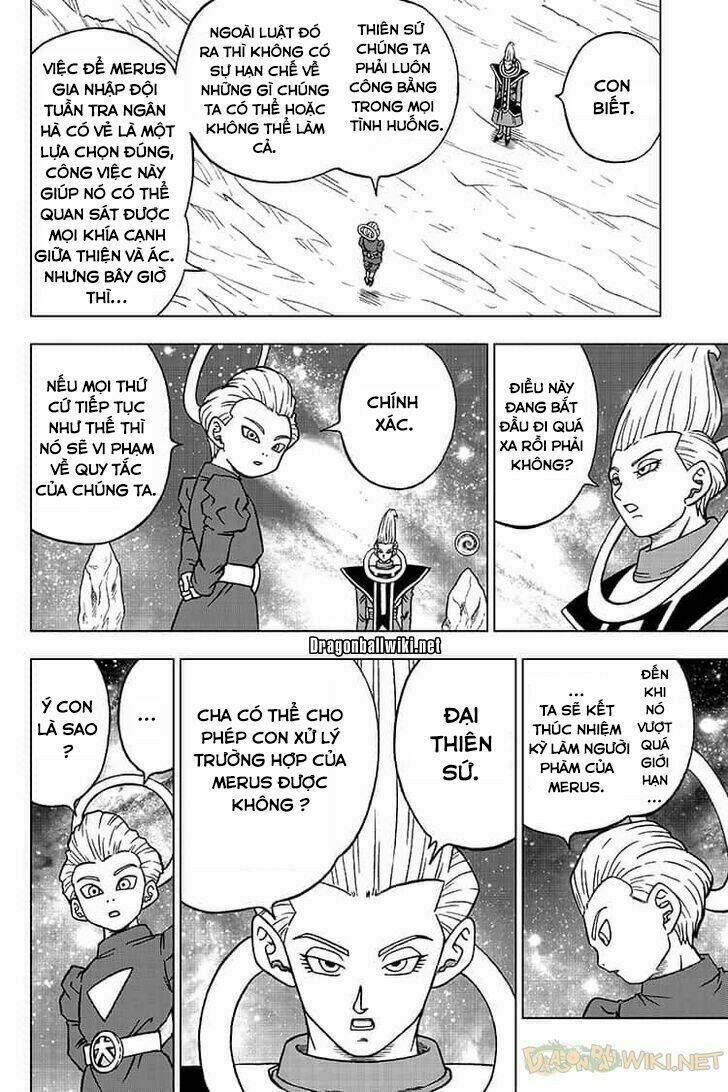 CON
BIẾT.
THIÊN SỨ
CHÚNG TA
PHẢI LUÔN
CÔNG BẰNG
TRONG MỌI
TÌNH HUỐNG.
NGOÀI LUẬT ĐÓ
RA THÌ KHÔNG CÓ
SỰ HẠN CHẾ VỀ
NHỮNG GÌ CHÚNG
TA CÓ THỂ HOẶC
KHÔNG THỂ LÀM
CẢ.
VIỆC ĐỂ MERUS
GIA NHẬP ĐỘI
TUẦN TRA NGÂN
HÀ CÓ VẺ LÀ MỘT
LỰA CHỌN ĐÚNG,
CÔNG VIỆC NÀY
GIÚP NÓ CÓ THỂ
QUAN SÁT ĐƯỢC
MỌI KHÍA CẠNH
GIỮA THIỆN VÀ ÁC.
NHƯNG BÂY GIỜ
THÌ...
ĐIỀU NÀY
ĐANG BẮT
ĐẦU ĐI QUÁ
XA RỒI PHẢI
KHÔNG?
CHÍNH
XÁC.
NẾU MỌI THỨ
CỨ TIẾP TỤC
NHƯ THẾ THÌ
NÓ SẼ VI PHẠM
VỀ QUY TẮC
CỦA CHÚNG TA.
Dragonballwiki.net
ĐẾN
KHI
NÓ
VƯỢT
QUÁ
GIỚI
HẠN
...
...
TA SẼ KẾT
THÚC NHIỆM
KỲ LÀM NGƯỜI
PHÀM CỦA
MERUS.
ĐẠI
THIÊN
SỨ.
CHA CÓ THỂ CHO
PHÉP CON XỬ LÝ
TRƯỜNG HỢP CỦA
MERUS ĐƯỢC
KHÔNG ?
...
Ý CON
LÀ SAO
?
DRAGONBALLWIKI.NET